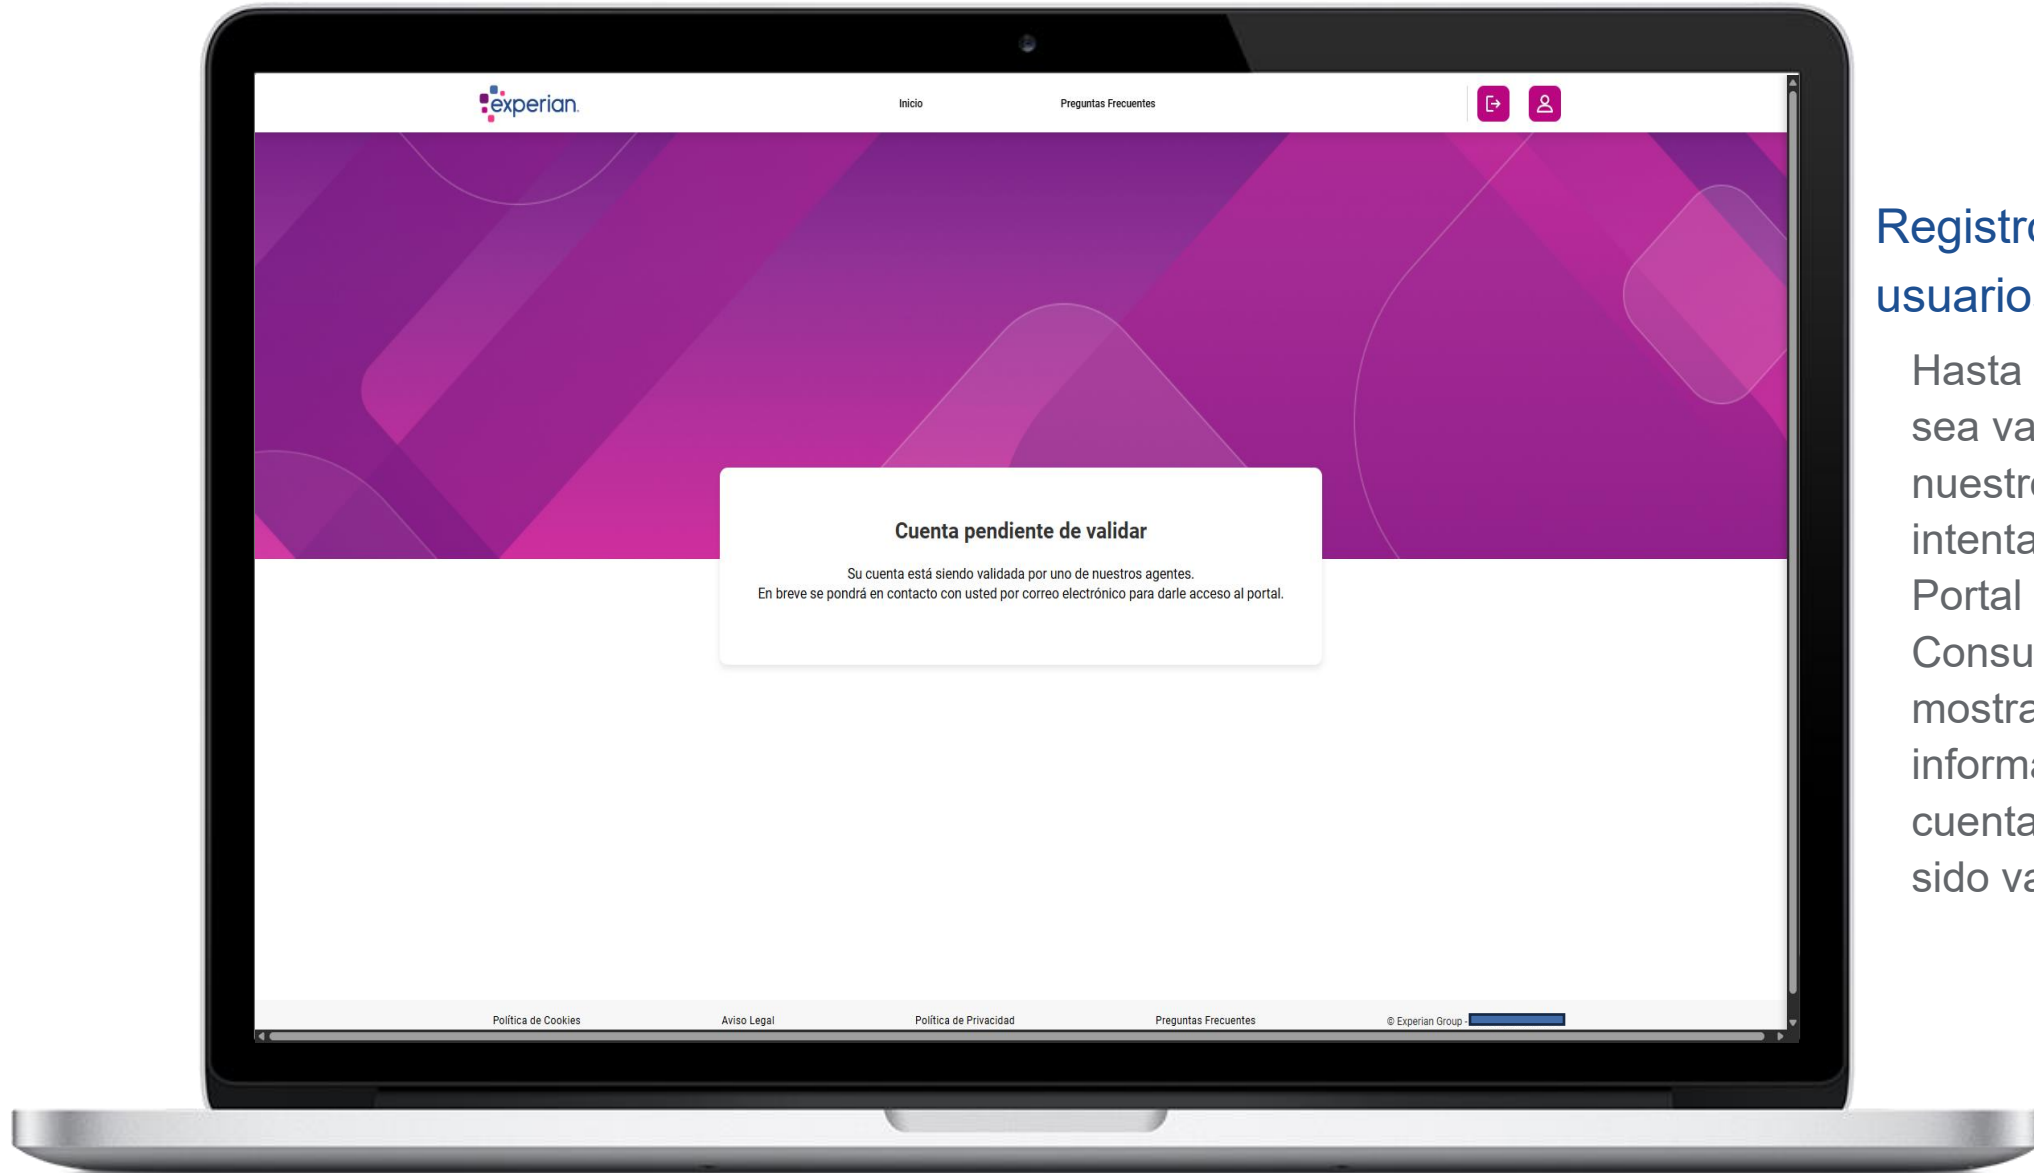 experian.
Inicio
Preguntas Frecuentes
Cuenta pendiente de validar
Su cuenta está siendo validada por uno de nuestros agentes.
En breve se pondrá en contacto con usted por correo electrónico para darle acceso al portal.
Política de Cookies
Aviso Legal
Política de Privacidad
Preguntas Frecuentes
© Experian Group -
Registro
usuario
Hasta
sea va
nuestro
intenta
Portal
Consu
mostra
informa
cuenta
sido va